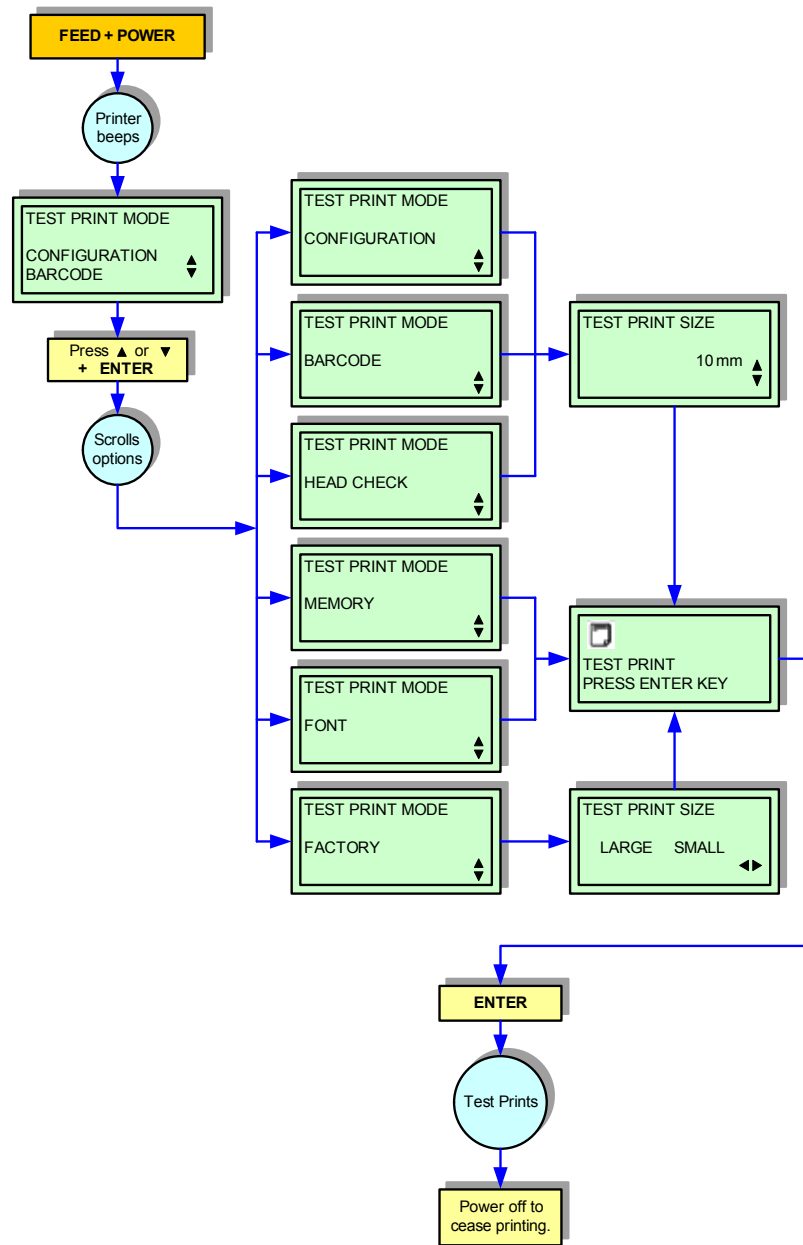 FEED + POWER
Printer
beeps
TEST PRINT MODE
CONFIGURATION
BARCODE
Press ▲ or ▼
+ ENTER
Scrolls
options
TEST PRINT MODE
CONFIGURATION
TEST PRINT MODE
BARCODE
TEST PRINT MODE
HEAD CHECK
TEST PRINT MODE
MEMORY
TEST PRINT MODE
FONT
TEST PRINT MODE
FACTORY
TEST PRINT SIZE
10 mm
TEST PRINT
PRESS ENTER KEY
TEST PRINT SIZE
LARGE SMALL
ENTER
Test Prints
Power off to
cease printing.